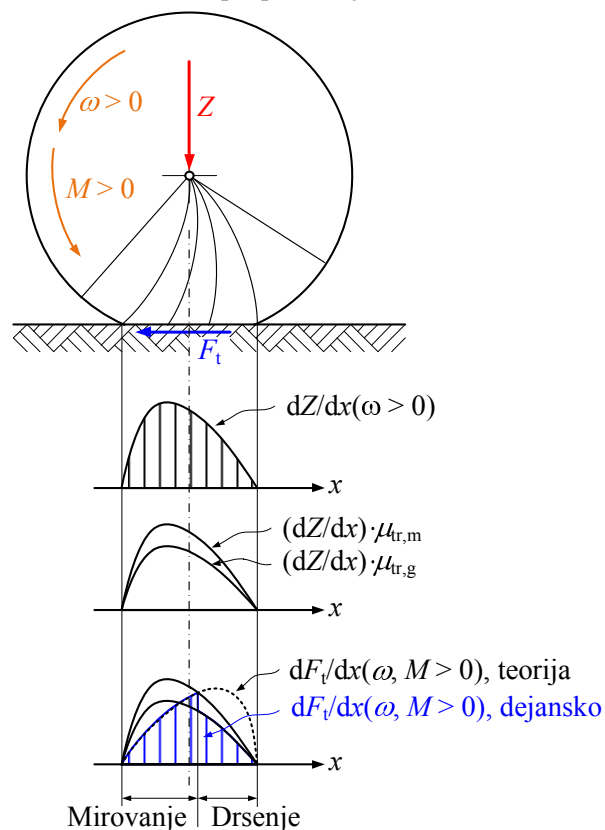 ω > 0
Z
M > 0
F_t
dZ/dx(ω > 0)
x
(dZ/dx)·μ_tr,m
(dZ/dx)·μ_tr,g
x
dF_t/dx(ω, M > 0), teorija
dF_t/dx(ω, M > 0), dejansko
x
Mirovanje Drsenje